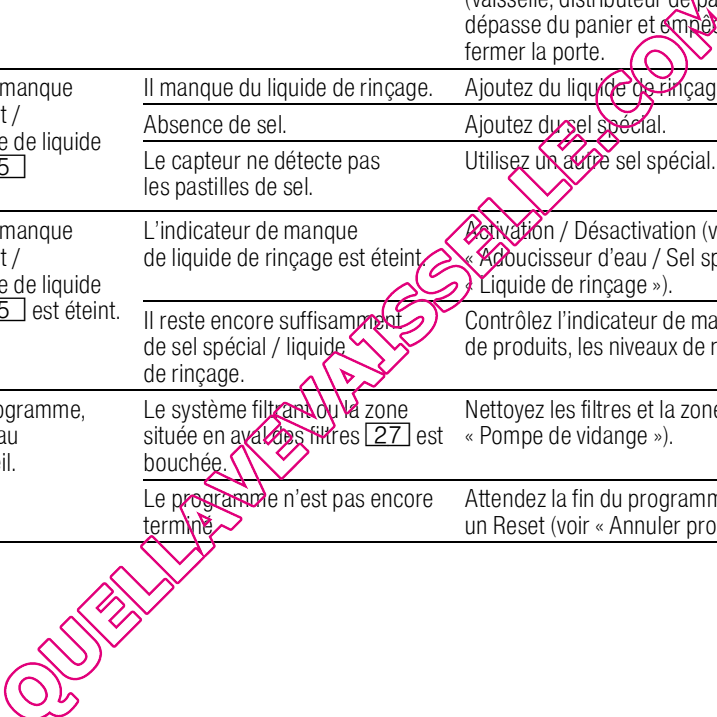 (vaisselle, distributeur de
dépasse du panier et
fermer la porte.
manque
t /
e de liquide
5
Il manque du liquide de rinçage.
Ajoutez du liquide de rinçag
Absence de sel.
Ajoutez du sel spécial.
Le capteur ne détecte pas
les pastilles de sel.
Utilisez un autre sel spécial.
manque
t /
e de liquide
5 est éteint.
L’indicateur de manque
de liquide de rinçage est éteint.
Activation / Désactivation (v
« Adoucisseur d’eau / Sel sp
« Liquide de rinçage »).
Il reste encore suffisamment
de sel spécial / liquide
de rinçage.
Contrôlez l’indicateur de ma
de produits, les niveaux de r
ogramme,
au
il.
Le système filtrant ou la zone
située en aval des filtres 27 est
bouchée.
Nettoyez les filtres et la zone
« Pompe de vidange »).
Le programme n’est pas encore
terminé.
Attendez la fin du programm
un Reset (voir « Annuler pro
QUELLAVEVAISSELLE.COM